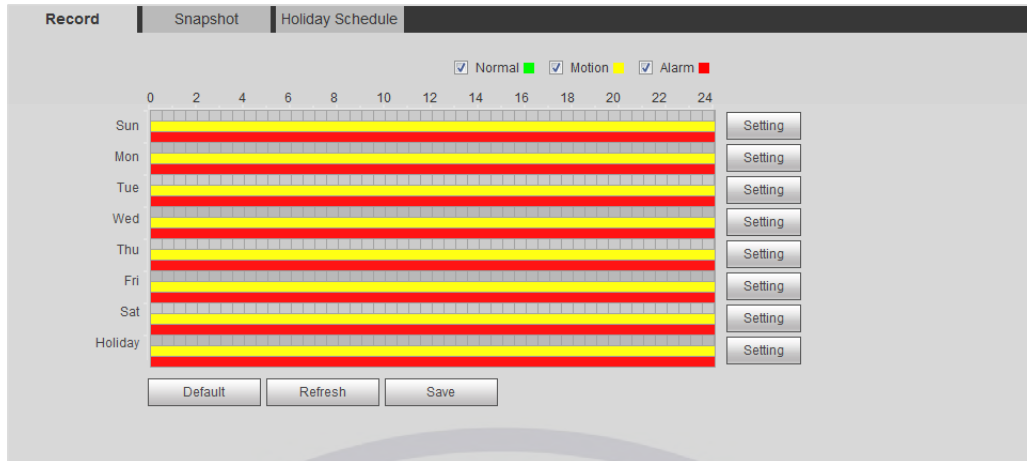 Record Snapshot Holiday Schedule
Normal Motion Alarm
0 2 4 6 8 10 12 14 16 18 20 22 24
Sun Setting
Mon Setting
Tue Setting
Wed Setting
Thu Setting
Fri Setting
Sat Setting
Holiday Setting
Default Refresh Save